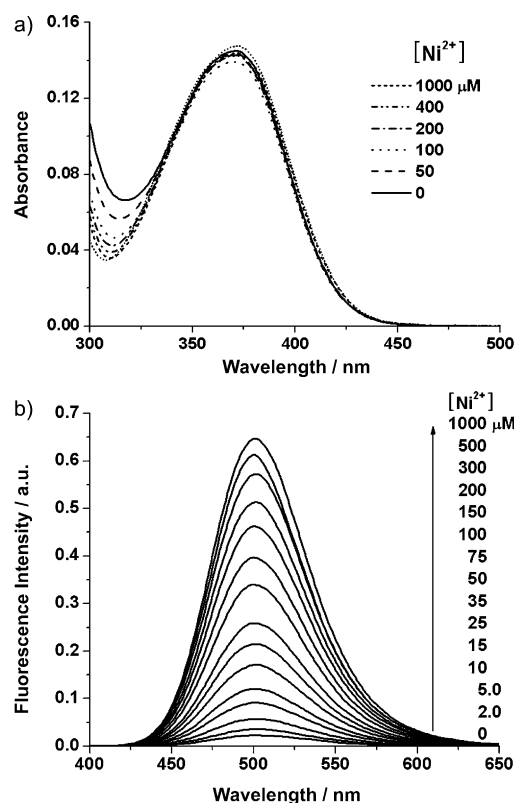 a)
0.16
0.12
0.08
0.04
0.00
Absorbance
[Ni²⁺]
1000 μM
400
200
100
50
0
300 350 400 450 500
Wavelength / nm
b)
0.7
0.6
0.5
0.4
0.3
0.2
0.1
0.0
Fluorescence Intensity / a.u.
[Ni²⁺]
1000 μM
500
300
200
150
100
75
50
35
25
15
10
5.0
2.0
0
400 450 500 550 600 650
Wavelength / nm